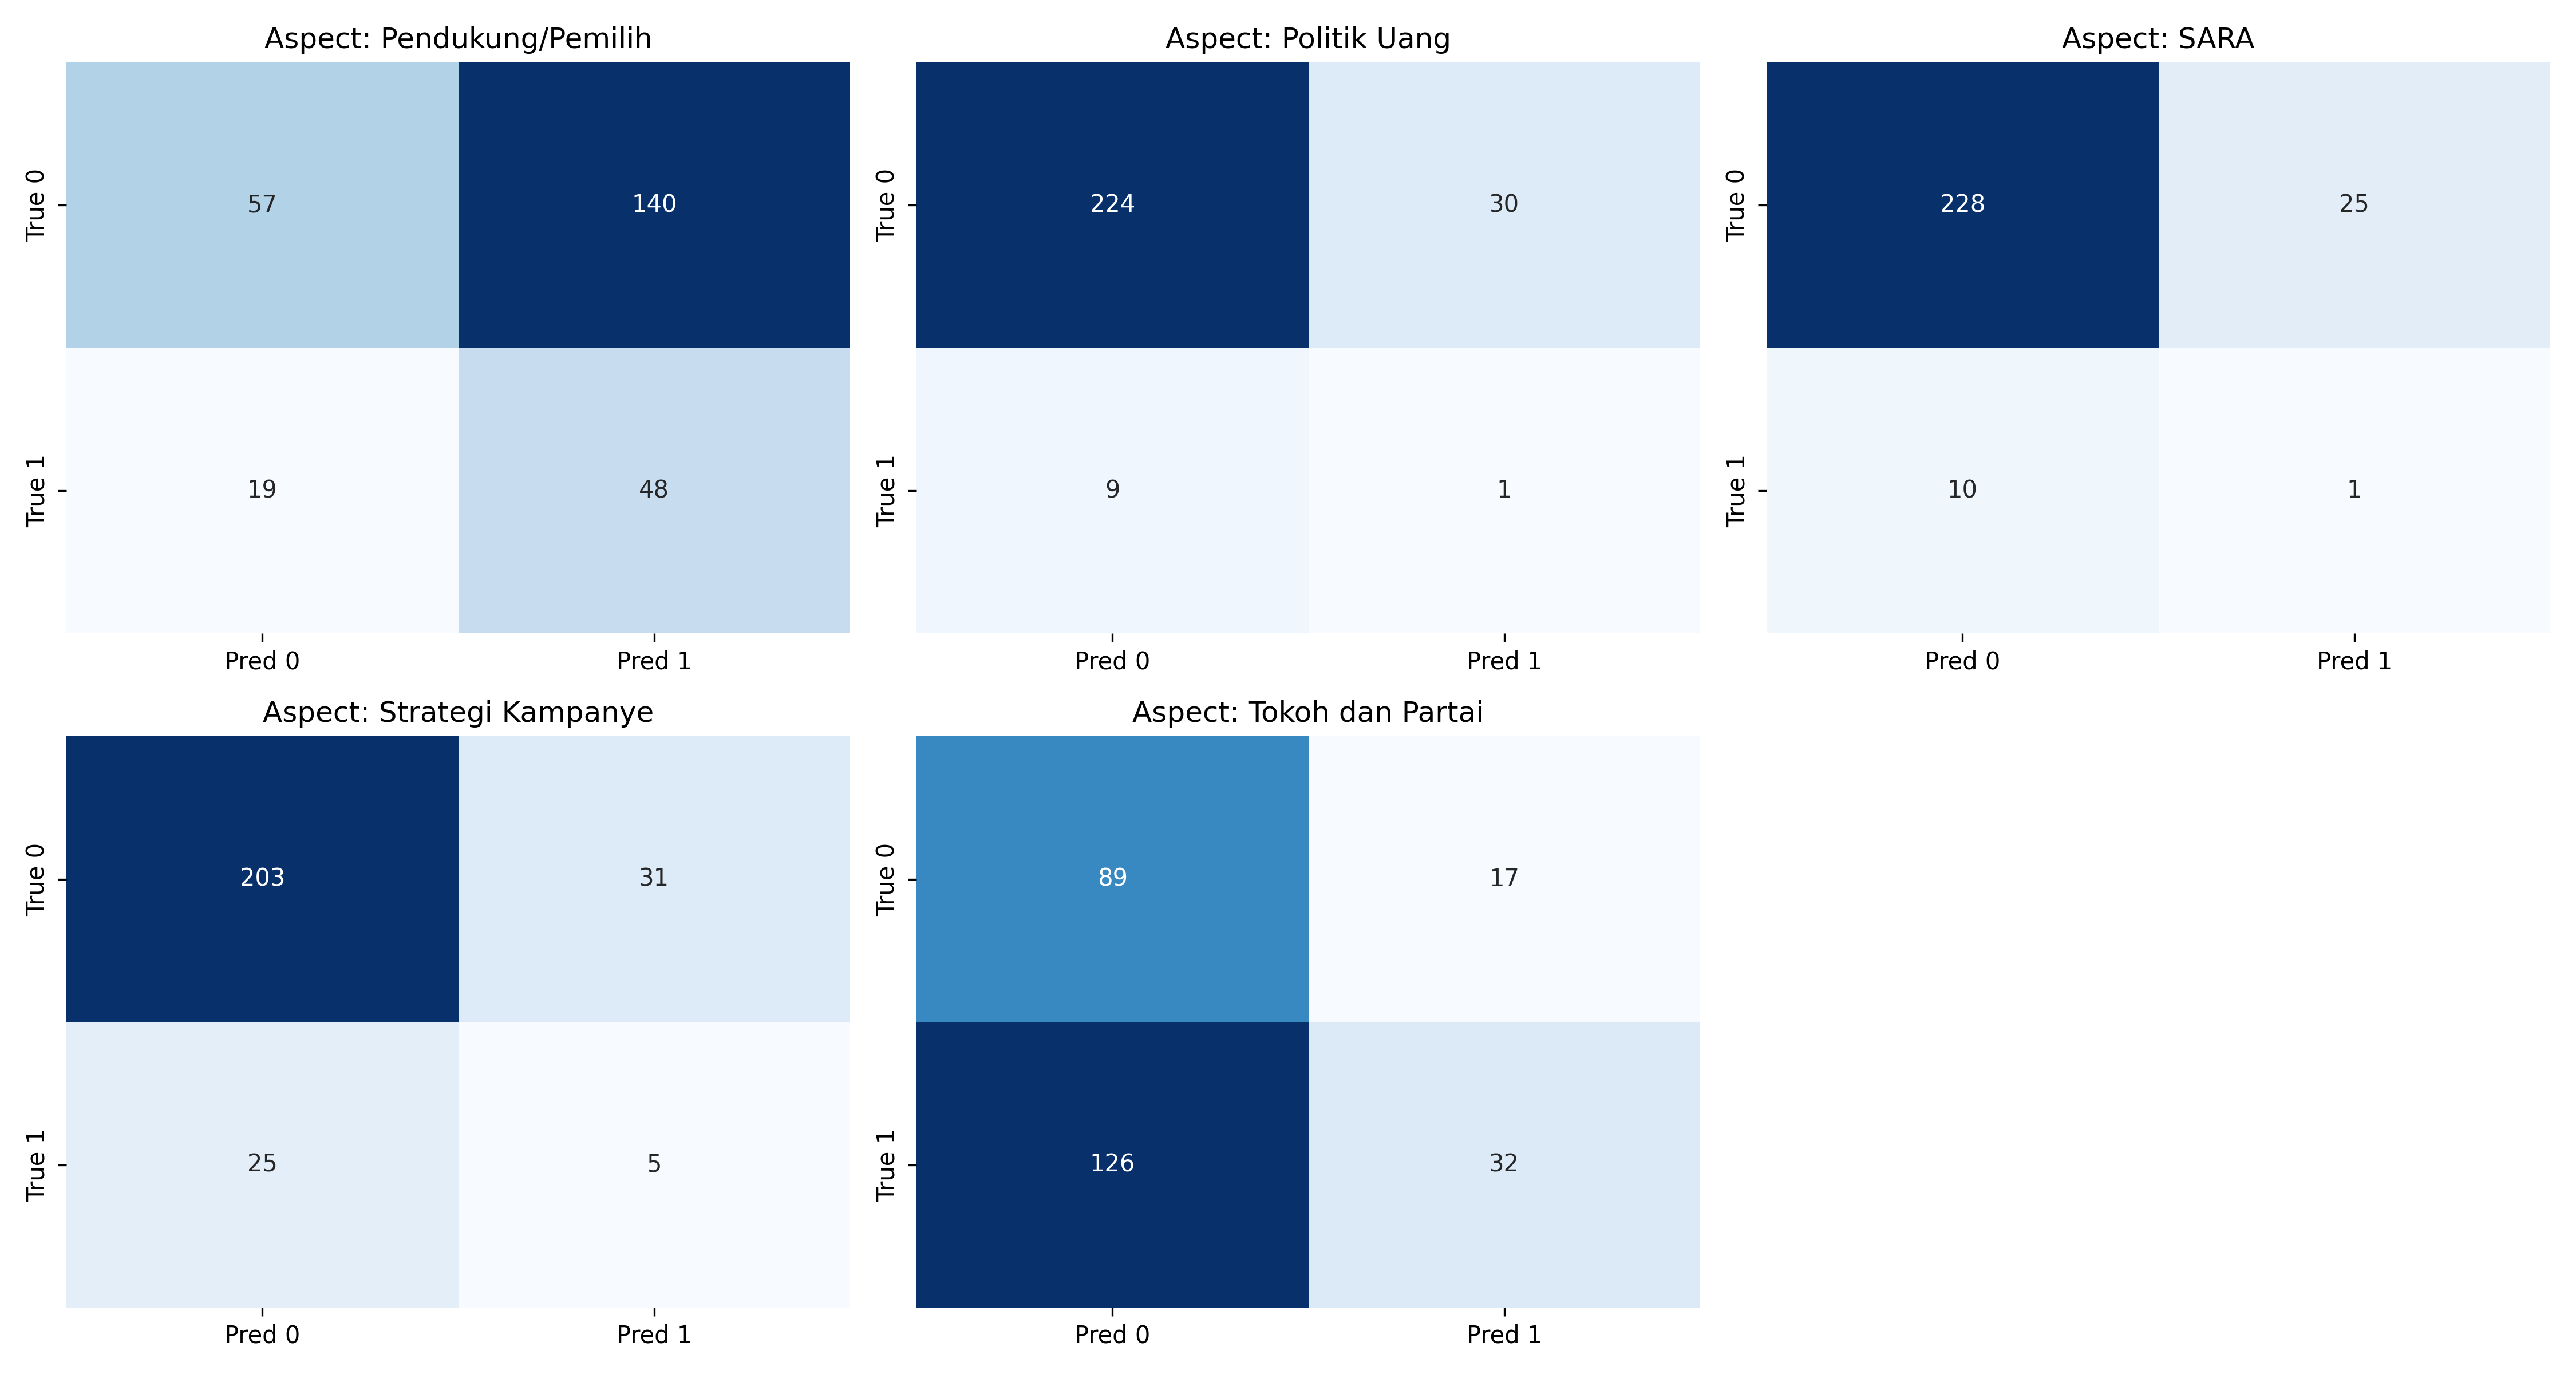 Aspect: Pendukung/Pemilih
True 0
57
140
True 1
19
48
Pred 0
Pred 1
Aspect: Politik Uang
True 0
224
30
True 1
9
1
Pred 0
Pred 1
Aspect: SARA
True 0
228
25
True 1
10
1
Pred 0
Pred 1
Aspect: Strategi Kampanye
True 0
203
31
True 1
25
5
Pred 0
Pred 1
Aspect: Tokoh dan Partai
True 0
89
17
True 1
126
32
Pred 0
Pred 1